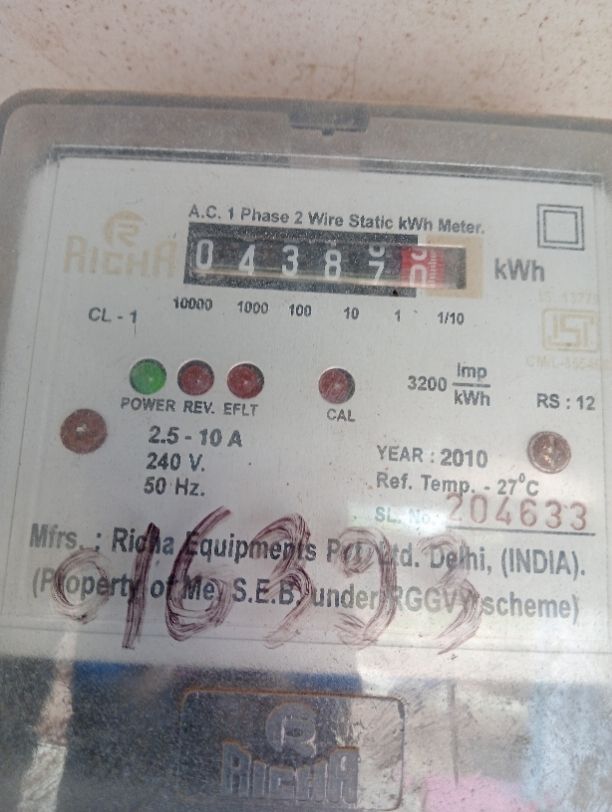 A.C. 1 Phase 2 Wire Static kWh Meter.
RICHA
0 4 3 8 7 kWh
10000 1000 100 10 1 1/10
CL - 1
IS 13779
3200 Imp/kWh
POWER REV. EFLT CAL
RS : 12
2.5 - 10 A
240 V.
50 Hz.
YEAR : 2010
Ref. Temp. - 27°C
SL. No. 204633
Mfrs. : Richa Equipments Pvt. Ltd. Delhi, (INDIA).
(Property of Me. S.E.B. under RGGVY scheme)
016393
RICHA